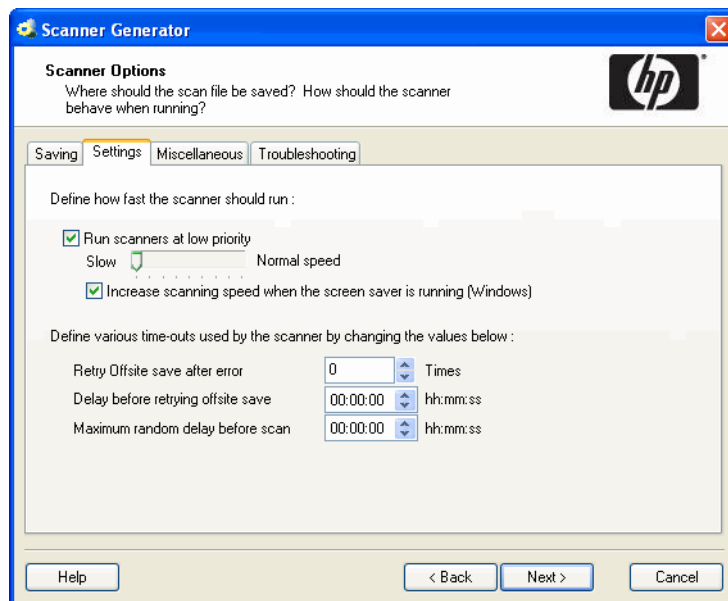 Scanner Generator
Scanner Options
Where should the scan file be saved? How should the scanner
behave when running?
hp
Saving Settings Miscellaneous Troubleshooting
Define how fast the scanner should run :
Run scanners at low priority
Slow Normal speed
Increase scanning speed when the screen saver is running (Windows)
Define various time-outs used by the scanner by changing the values below :
Retry Offsite save after error 0 Times
Delay before retrying offsite save 00:00:00 hh:mm:ss
Maximum random delay before scan 00:00:00 hh:mm:ss
Help < Back Next > Cancel